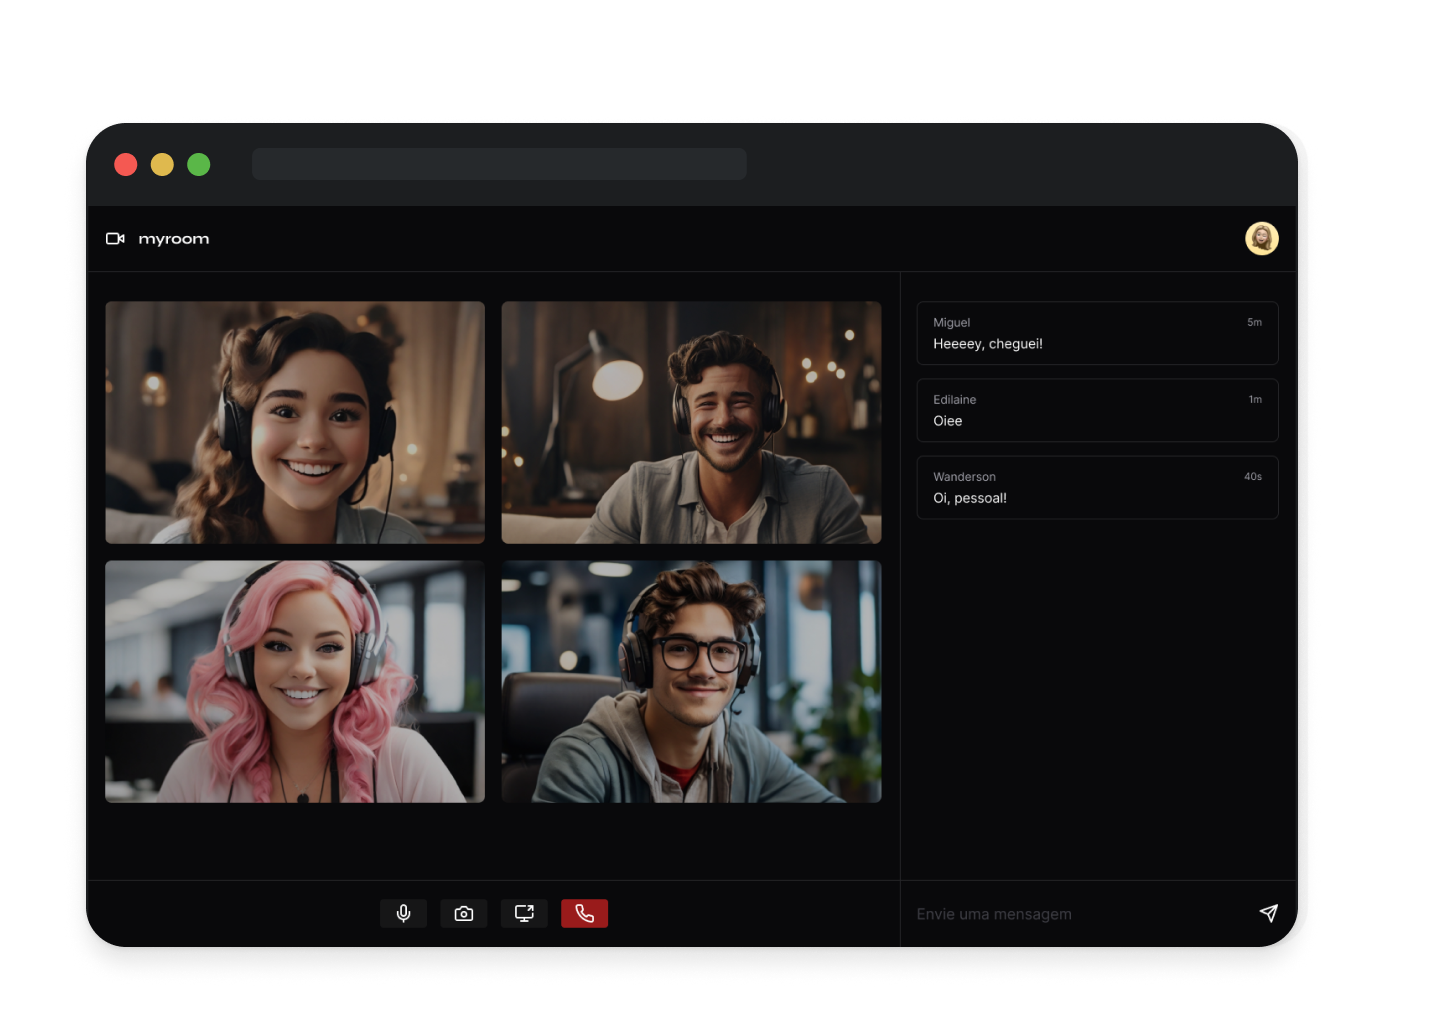 myroom
Miguel 5m
Heeeey, cheguei!
Edilaine 1m
Oiee
Wanderson 40s
Oi, pessoal!
Envie uma mensagem